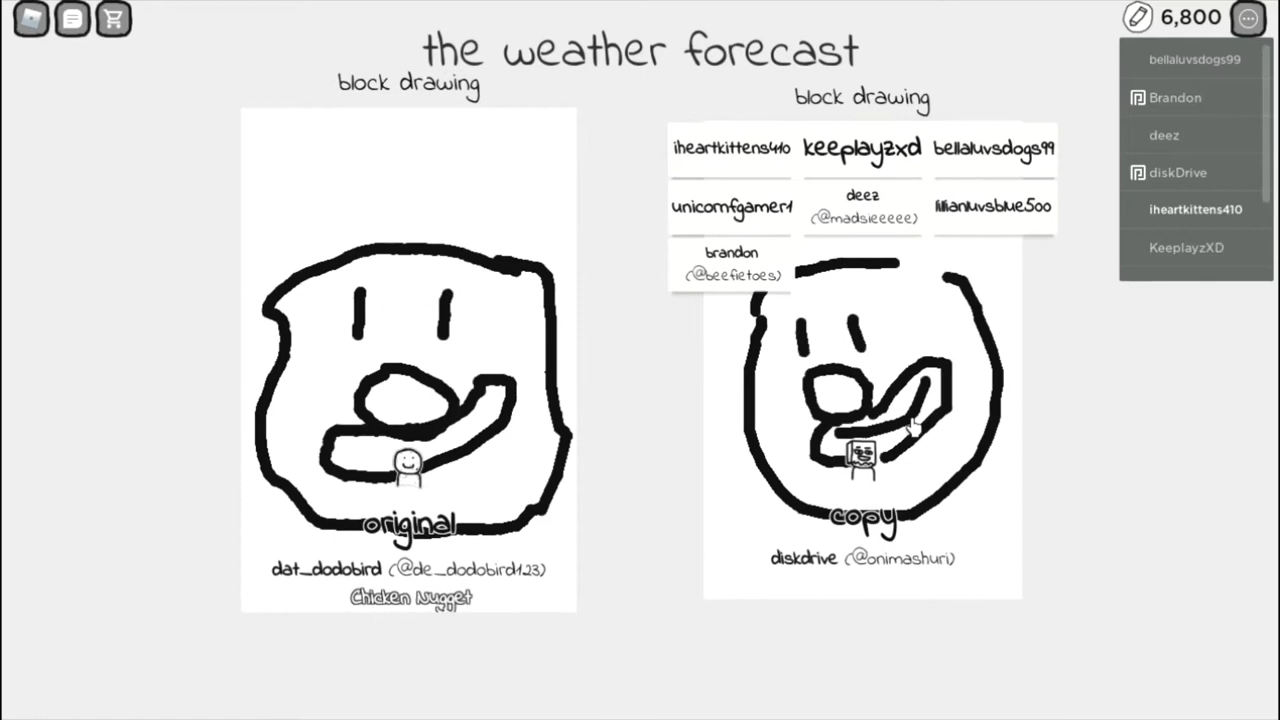 6,800
the weather forecast
block drawing
block drawing
iheartkittens410 keeplayzxd bellaluvsdogs99
unicornfgamer1 deez lillianluvsblue500
(@madsieeeee)
brandon
(@beefietoes)
original
dat_dodobird (@de_dodobird123)
Chicken Nugget
copy
diskdrive (@onimashuri)
bellaluvsdogs99
Brandon
deez
diskDrive
iheartkittens410
KeeplayzXD